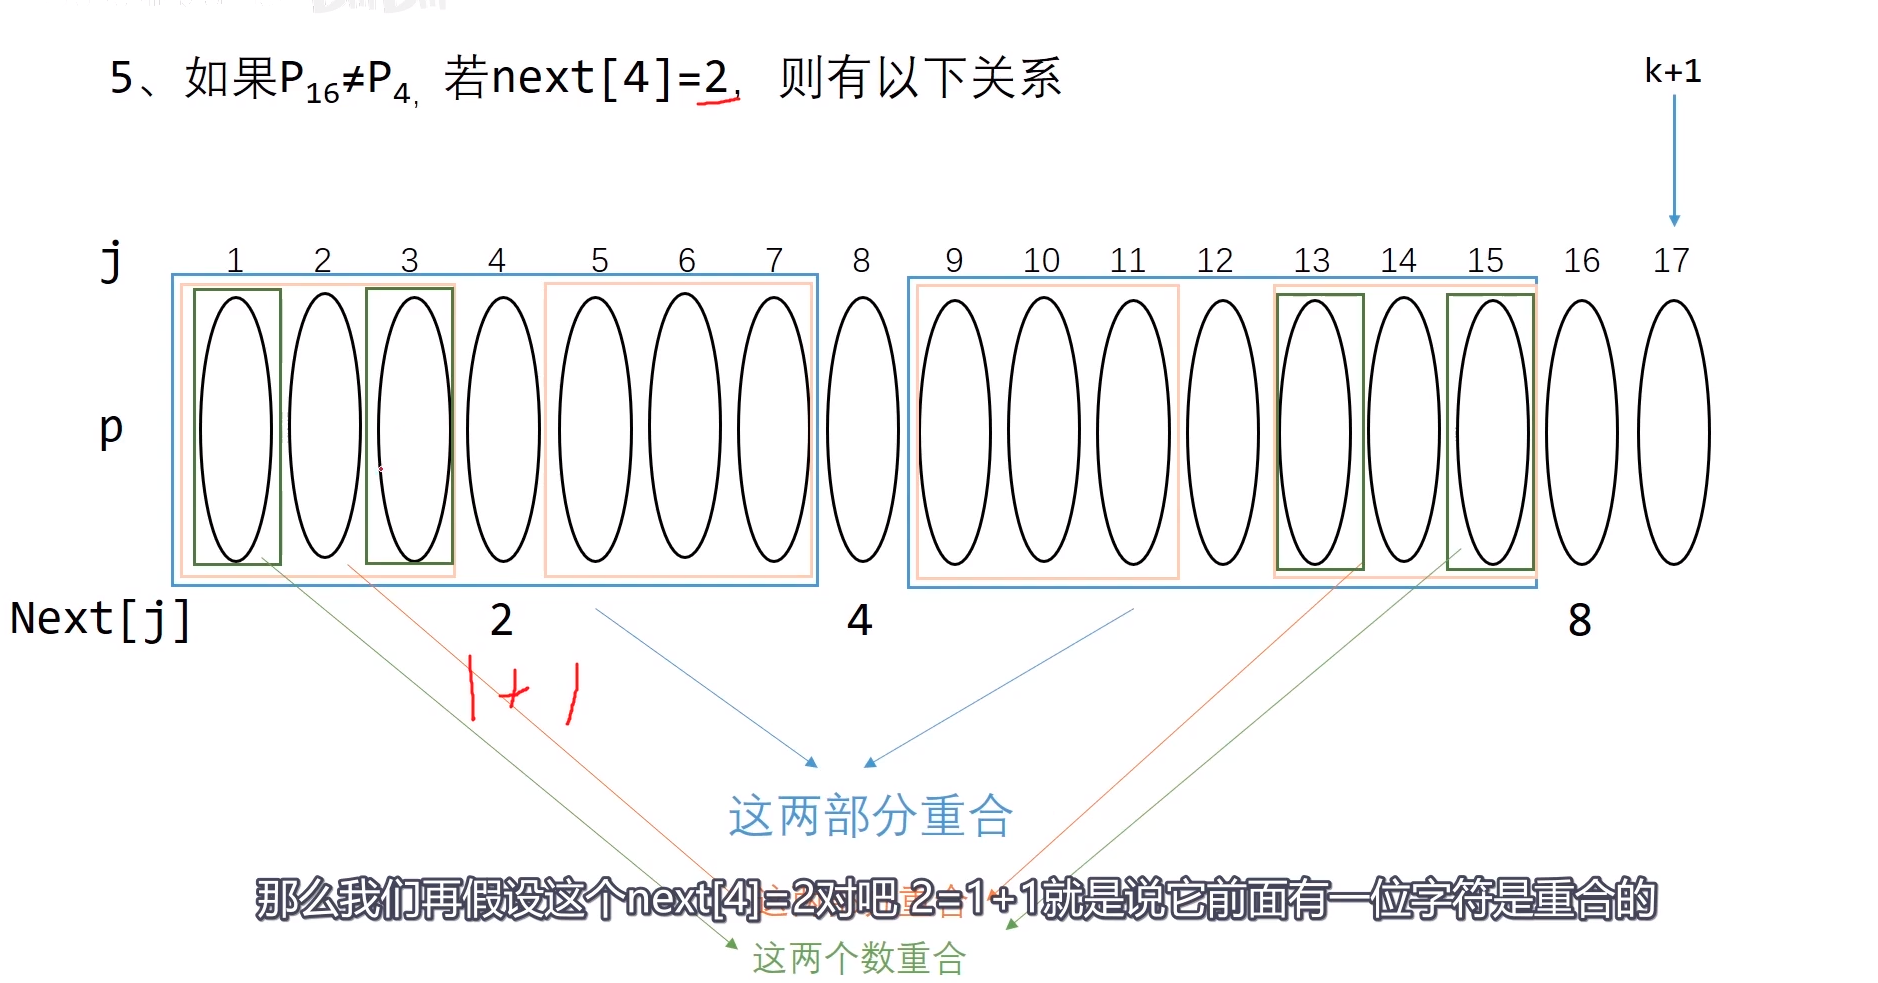 5、如果P16≠P4, 若next[4]=2, 则有以下关系
k+1
j 1 2 3 4 5 6 7 8 9 10 11 12 13 14 15 16 17
p
Next[j] 2 4 8
1+1
这两部分重合
那么我们再假设这个next[4]=2对吧 2=1+1就是说它前面有一位字符是重合的
这两个数重合